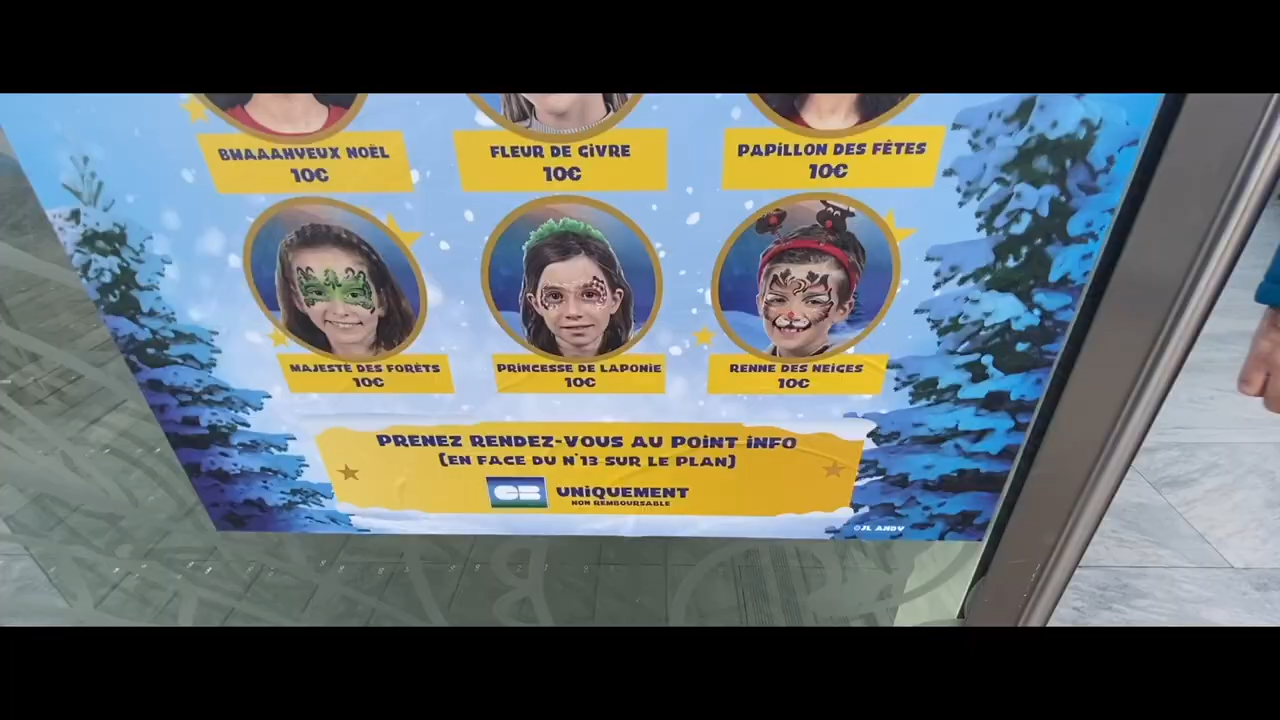 BHAAAHVEUX NOËL
10€
FLEUR DE GIVRE
10€
PAPILLON DES FÊTES
10€
MAJESTÉ DES FORÊTS
10€
PRINCESSE DE LAPONIE
10€
RENNE DES NEIGES
10€
PRENEZ RENDEZ-VOUS AU POINT INFO
(EN FACE DU N°13 SUR LE PLAN)
CB UNIQUEMENT
NON REMBOURSABLE
©JL ANDY